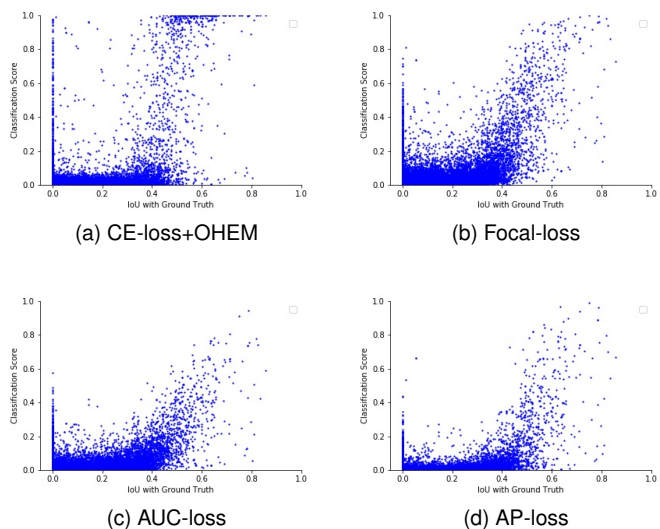 1.0
0.8
0.6
0.4
0.2
0.0
Classification Score
0.0 0.2 0.4 0.6 0.8 1.0
IoU with Ground Truth
(a) CE-loss+OHEM
1.0
0.8
0.6
0.4
0.2
0.0
Classification Score
0.0 0.2 0.4 0.6 0.8 1.0
IoU with Ground Truth
(b) Focal-loss
1.0
0.8
0.6
0.4
0.2
0.0
Classification Score
0.0 0.2 0.4 0.6 0.8 1.0
IoU with Ground Truth
(c) AUC-loss
1.0
0.8
0.6
0.4
0.2
0.0
Classification Score
0.0 0.2 0.4 0.6 0.8 1.0
IoU with Ground Truth
(d) AP-loss